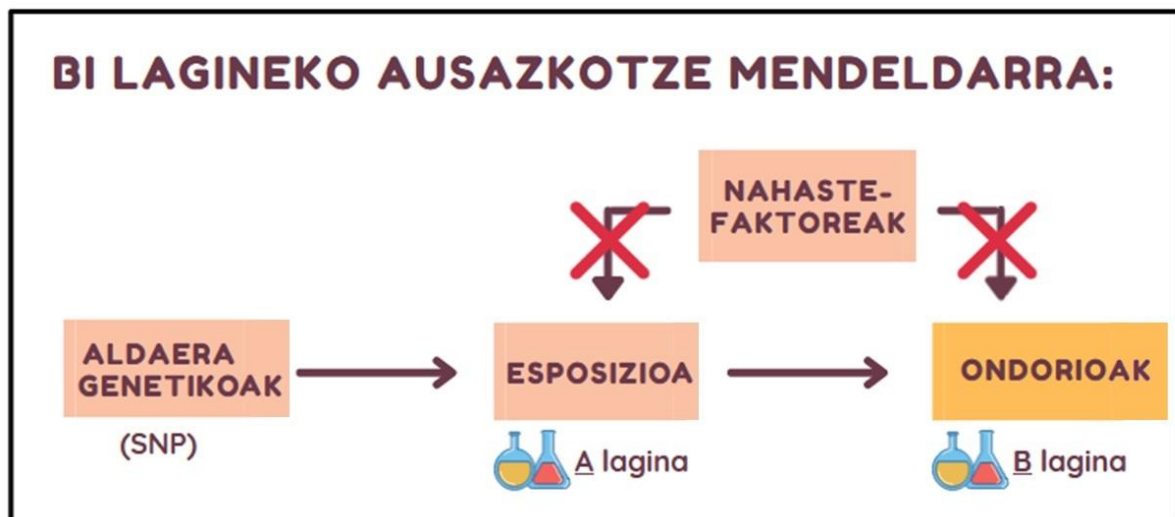 BI LAGINEKO AUSAZKOTZE MENDELDARRA:
NAHASTE-
FAKTOREAK
ALDAERA
GENETIKOAK
(SNP)
ESPOSIZIOA
A lagina
ONDORIOAK
B lagina